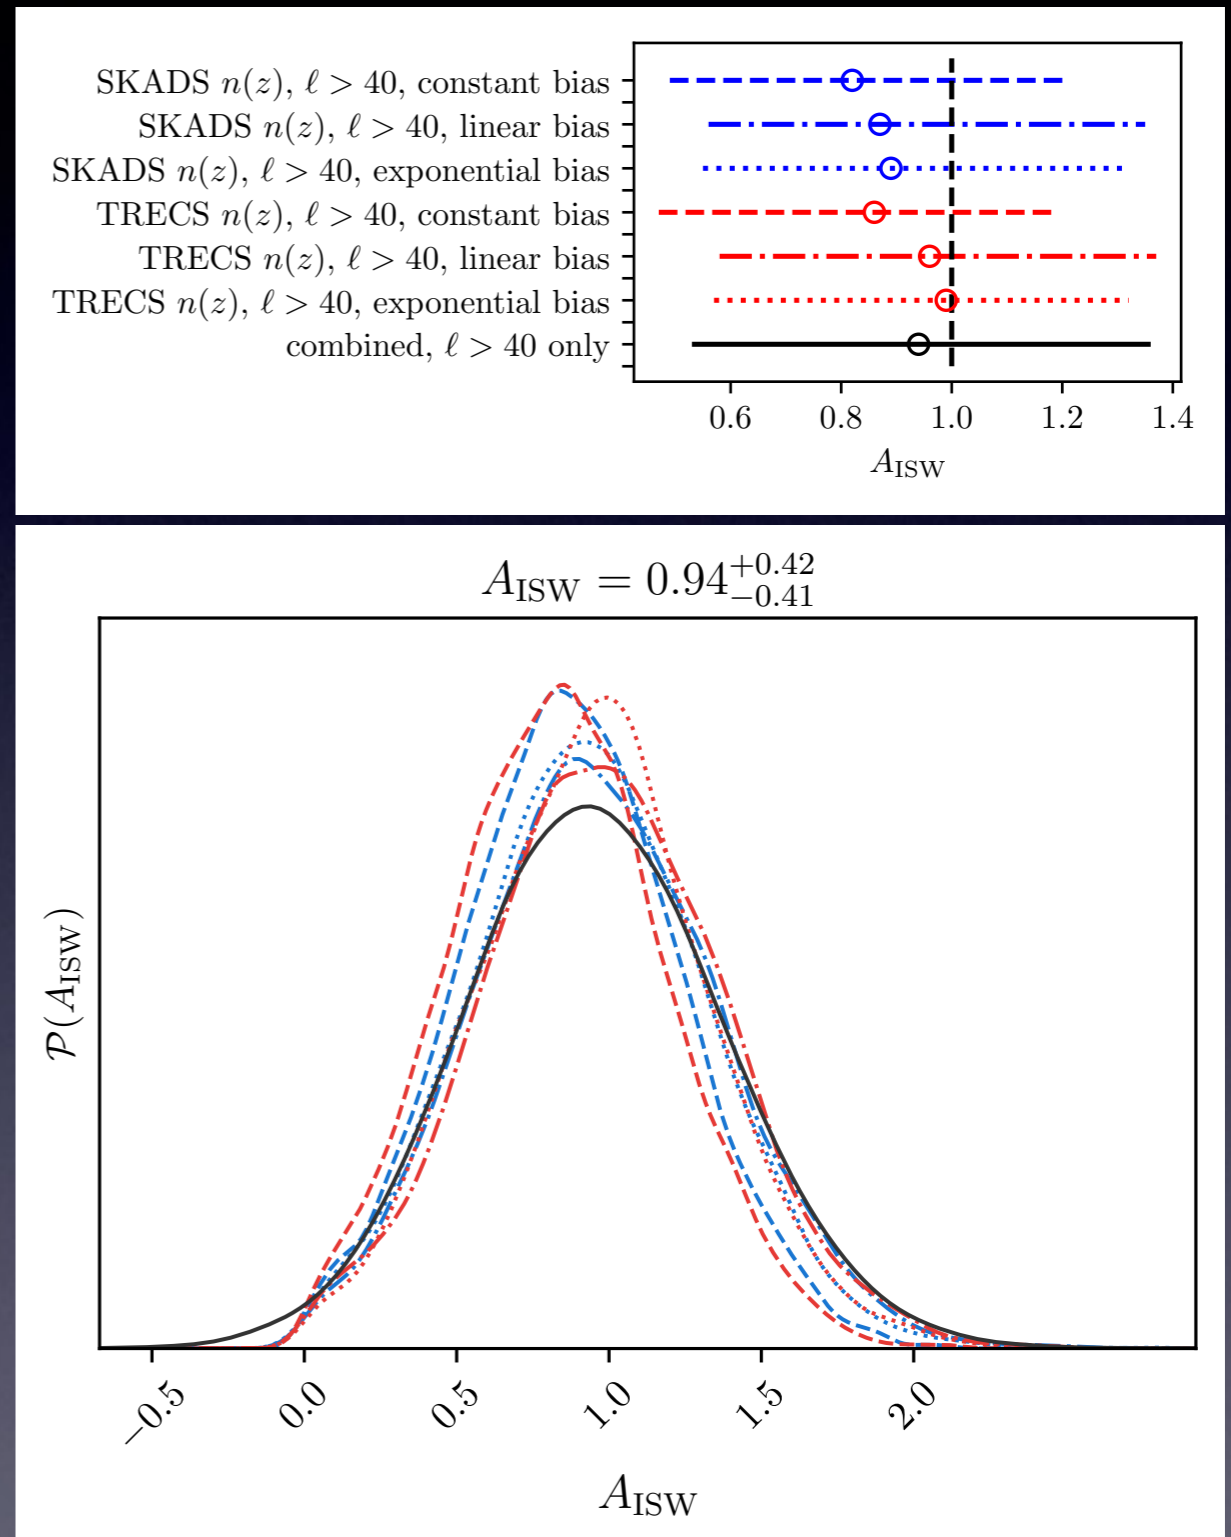 SKADS n(z), ℓ > 40, constant bias
SKADS n(z), ℓ > 40, linear bias
SKADS n(z), ℓ > 40, exponential bias
TRECS n(z), ℓ > 40, constant bias
TRECS n(z), ℓ > 40, linear bias
TRECS n(z), ℓ > 40, exponential bias
combined, ℓ > 40 only
0.6 0.8 1.0 1.2 1.4
A_ISW
A_ISW = 0.94^{+0.42}_{−0.41}
P(A_ISW)
−0.5 0.0 0.5 1.0 1.5 2.0
A_ISW